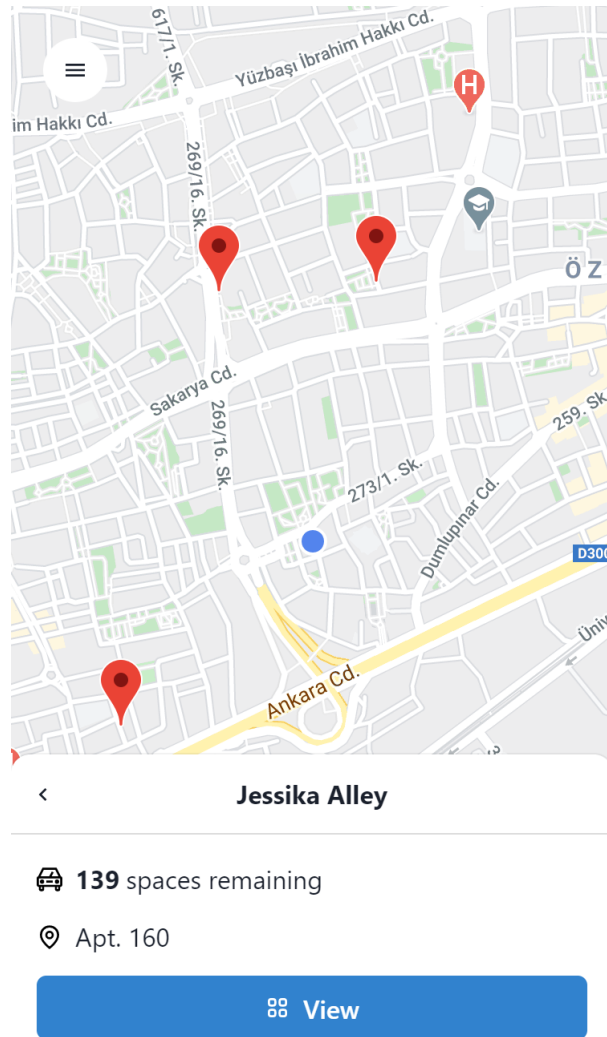 617/1. Sk.
Yüzbaşı İbrahim Hakkı Cd.
H
im Hakkı Cd.
269/16. Sk.
ÖZ
Sakarya Cd.
269/16. Sk.
259. Sk
273/1. Sk.
Dumlupınar Cd.
D300
Üniv
Ankara Cd.
Jessika Alley
139 spaces remaining
Apt. 160
View